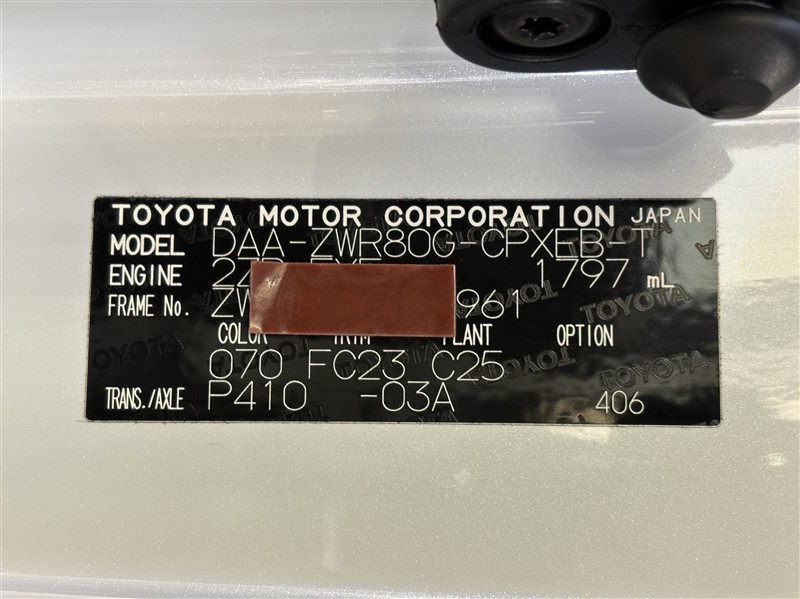 TOYOTA MOTOR CORPORATION JAPAN
MODEL DAA-ZWR80G-CPXEB-T
ENGINE 1797 mL
FRAME No. ZW 961
COLOR TRIM PLANT OPTION
070 FC23 C25
TRANS./AXLE P410 -03A 406